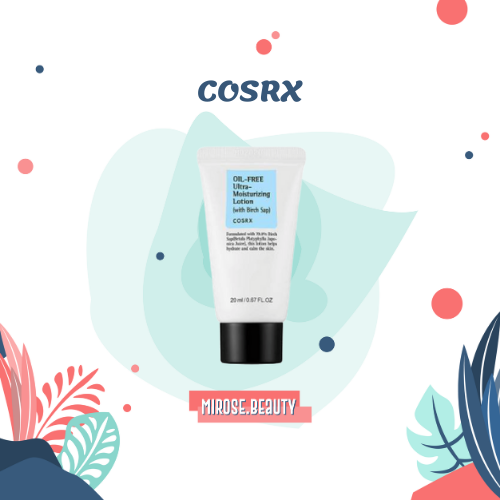 COSRX
OIL-FREE
Ultra-
Moisturizing
Lotion
(with Birch Sap)
COSRX
20 ml / 0.67 FL.OZ
MIROSE.BEAUTY